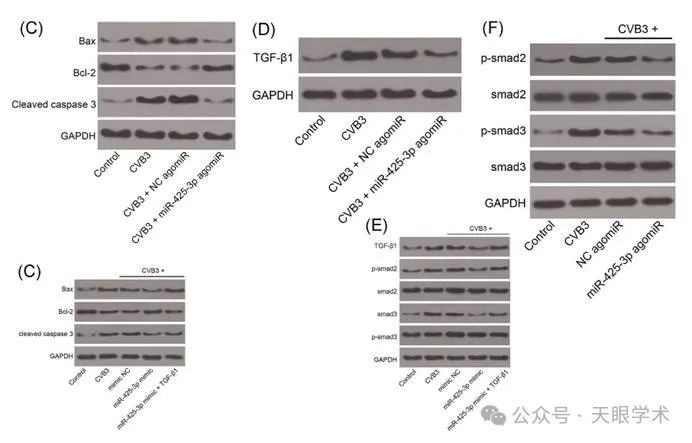 (C)
Bax
Bcl-2
Cleaved caspase 3
GAPDH
Control
CVB3
CVB3 + NC agomiR
CVB3 + miR-425-3p agomiR
(D)
TGF-β1
GAPDH
Control
CVB3
CVB3 + NC agomiR
CVB3 + miR-425-3p agomiR
(F)
CVB3 +
p-smad2
smad2
p-smad3
smad3
GAPDH
Control
CVB3
NC agomiR
miR-425-3p agomiR
(C)
CVB3 +
Bax
Bcl-2
cleaved caspase 3
GAPDH
Control
CVB3
mimic NC
miR-425-3p mimic
miR-425-3p mimic + TGF-β1
(E)
CVB3 +
TGF-β1
p-smad2
smad2
smad3
p-smad3
GAPDH
Control
CVB3
mimic NC
miR-425-3p mimic
miR-425-3p mimic + TGF-β1
公众号 · 天眼学术